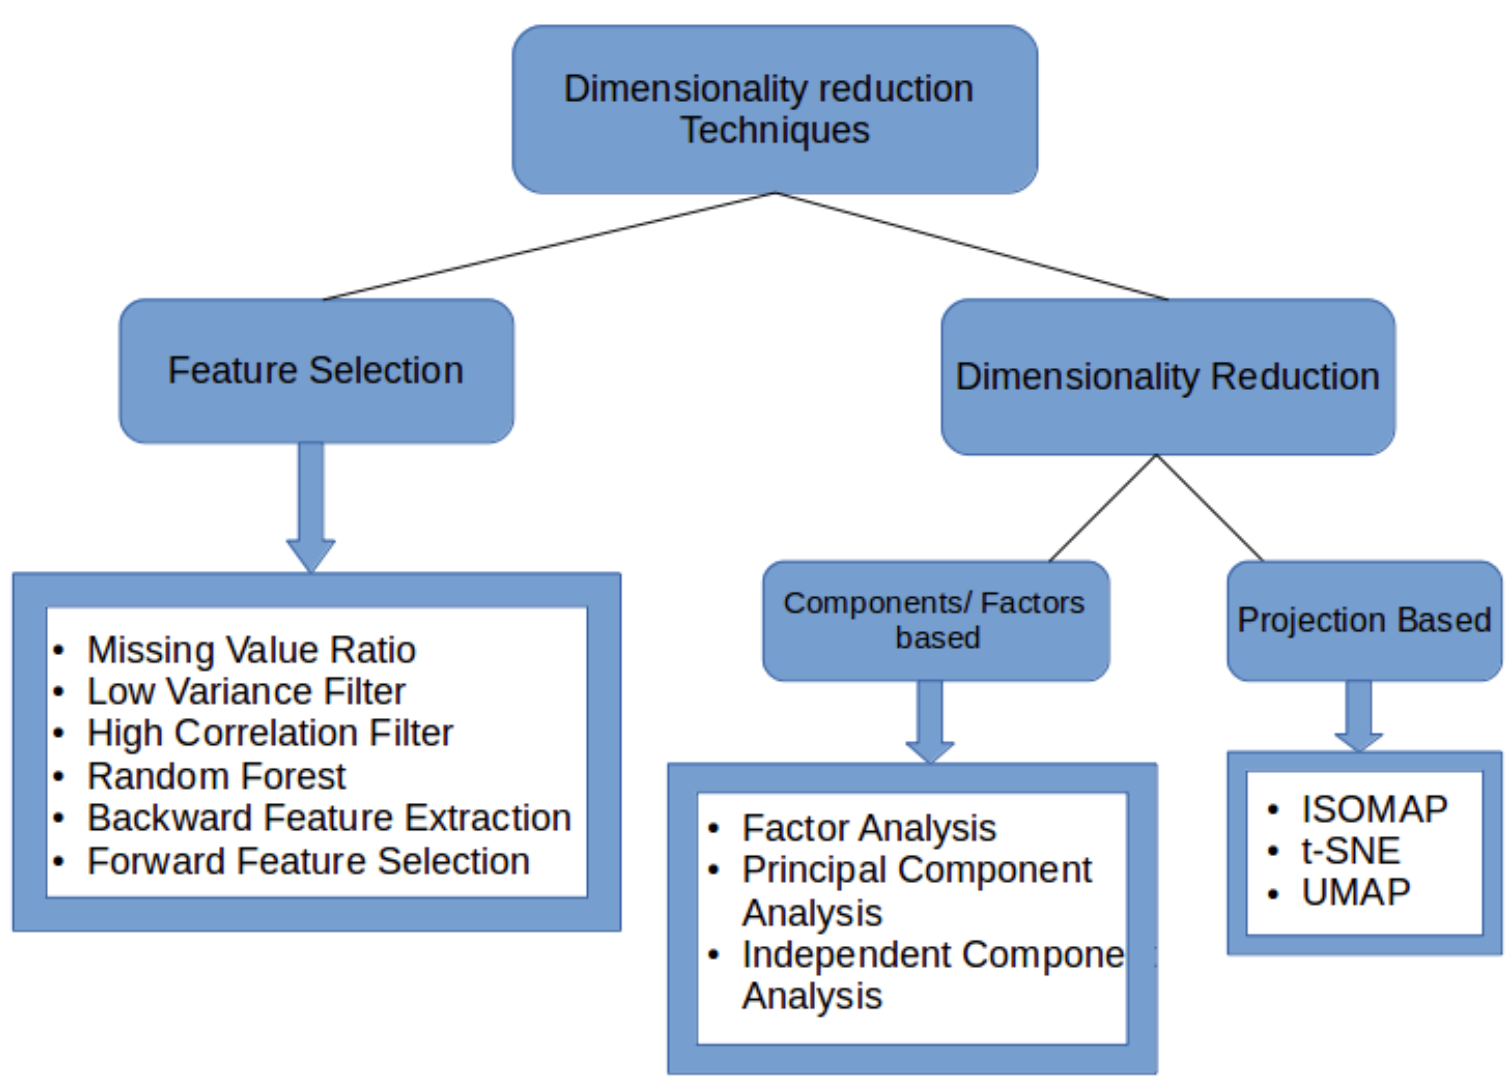 Dimensionality reduction
Techniques
Feature Selection
Dimensionality Reduction
Components/ Factors
based
Projection Based
• Missing Value Ratio
• Low Variance Filter
• High Correlation Filter
• Random Forest
• Backward Feature Extraction
• Forward Feature Selection
• Factor Analysis
• Principal Component
Analysis
• Independent Compone
Analysis
• ISOMAP
• t-SNE
• UMAP